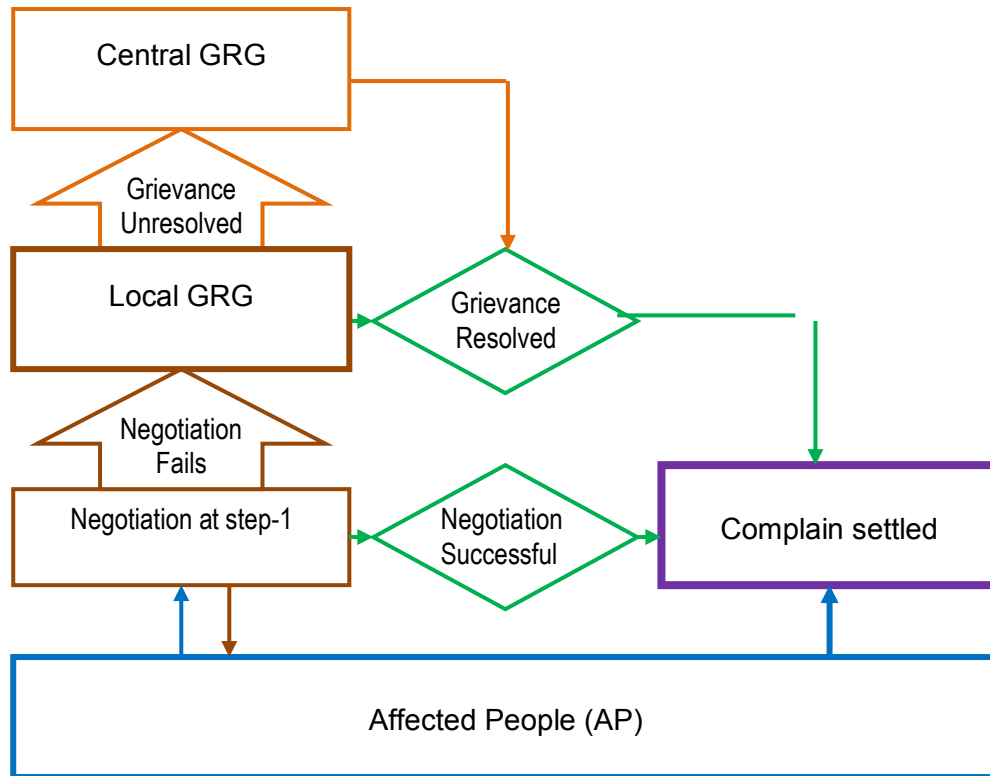 Central GRG
Grievance
Unresolved
Local GRG
Grievance
Resolved
Negotiation
Fails
Negotiation at step-1
Negotiation
Successful
Complain settled
Affected People (AP)